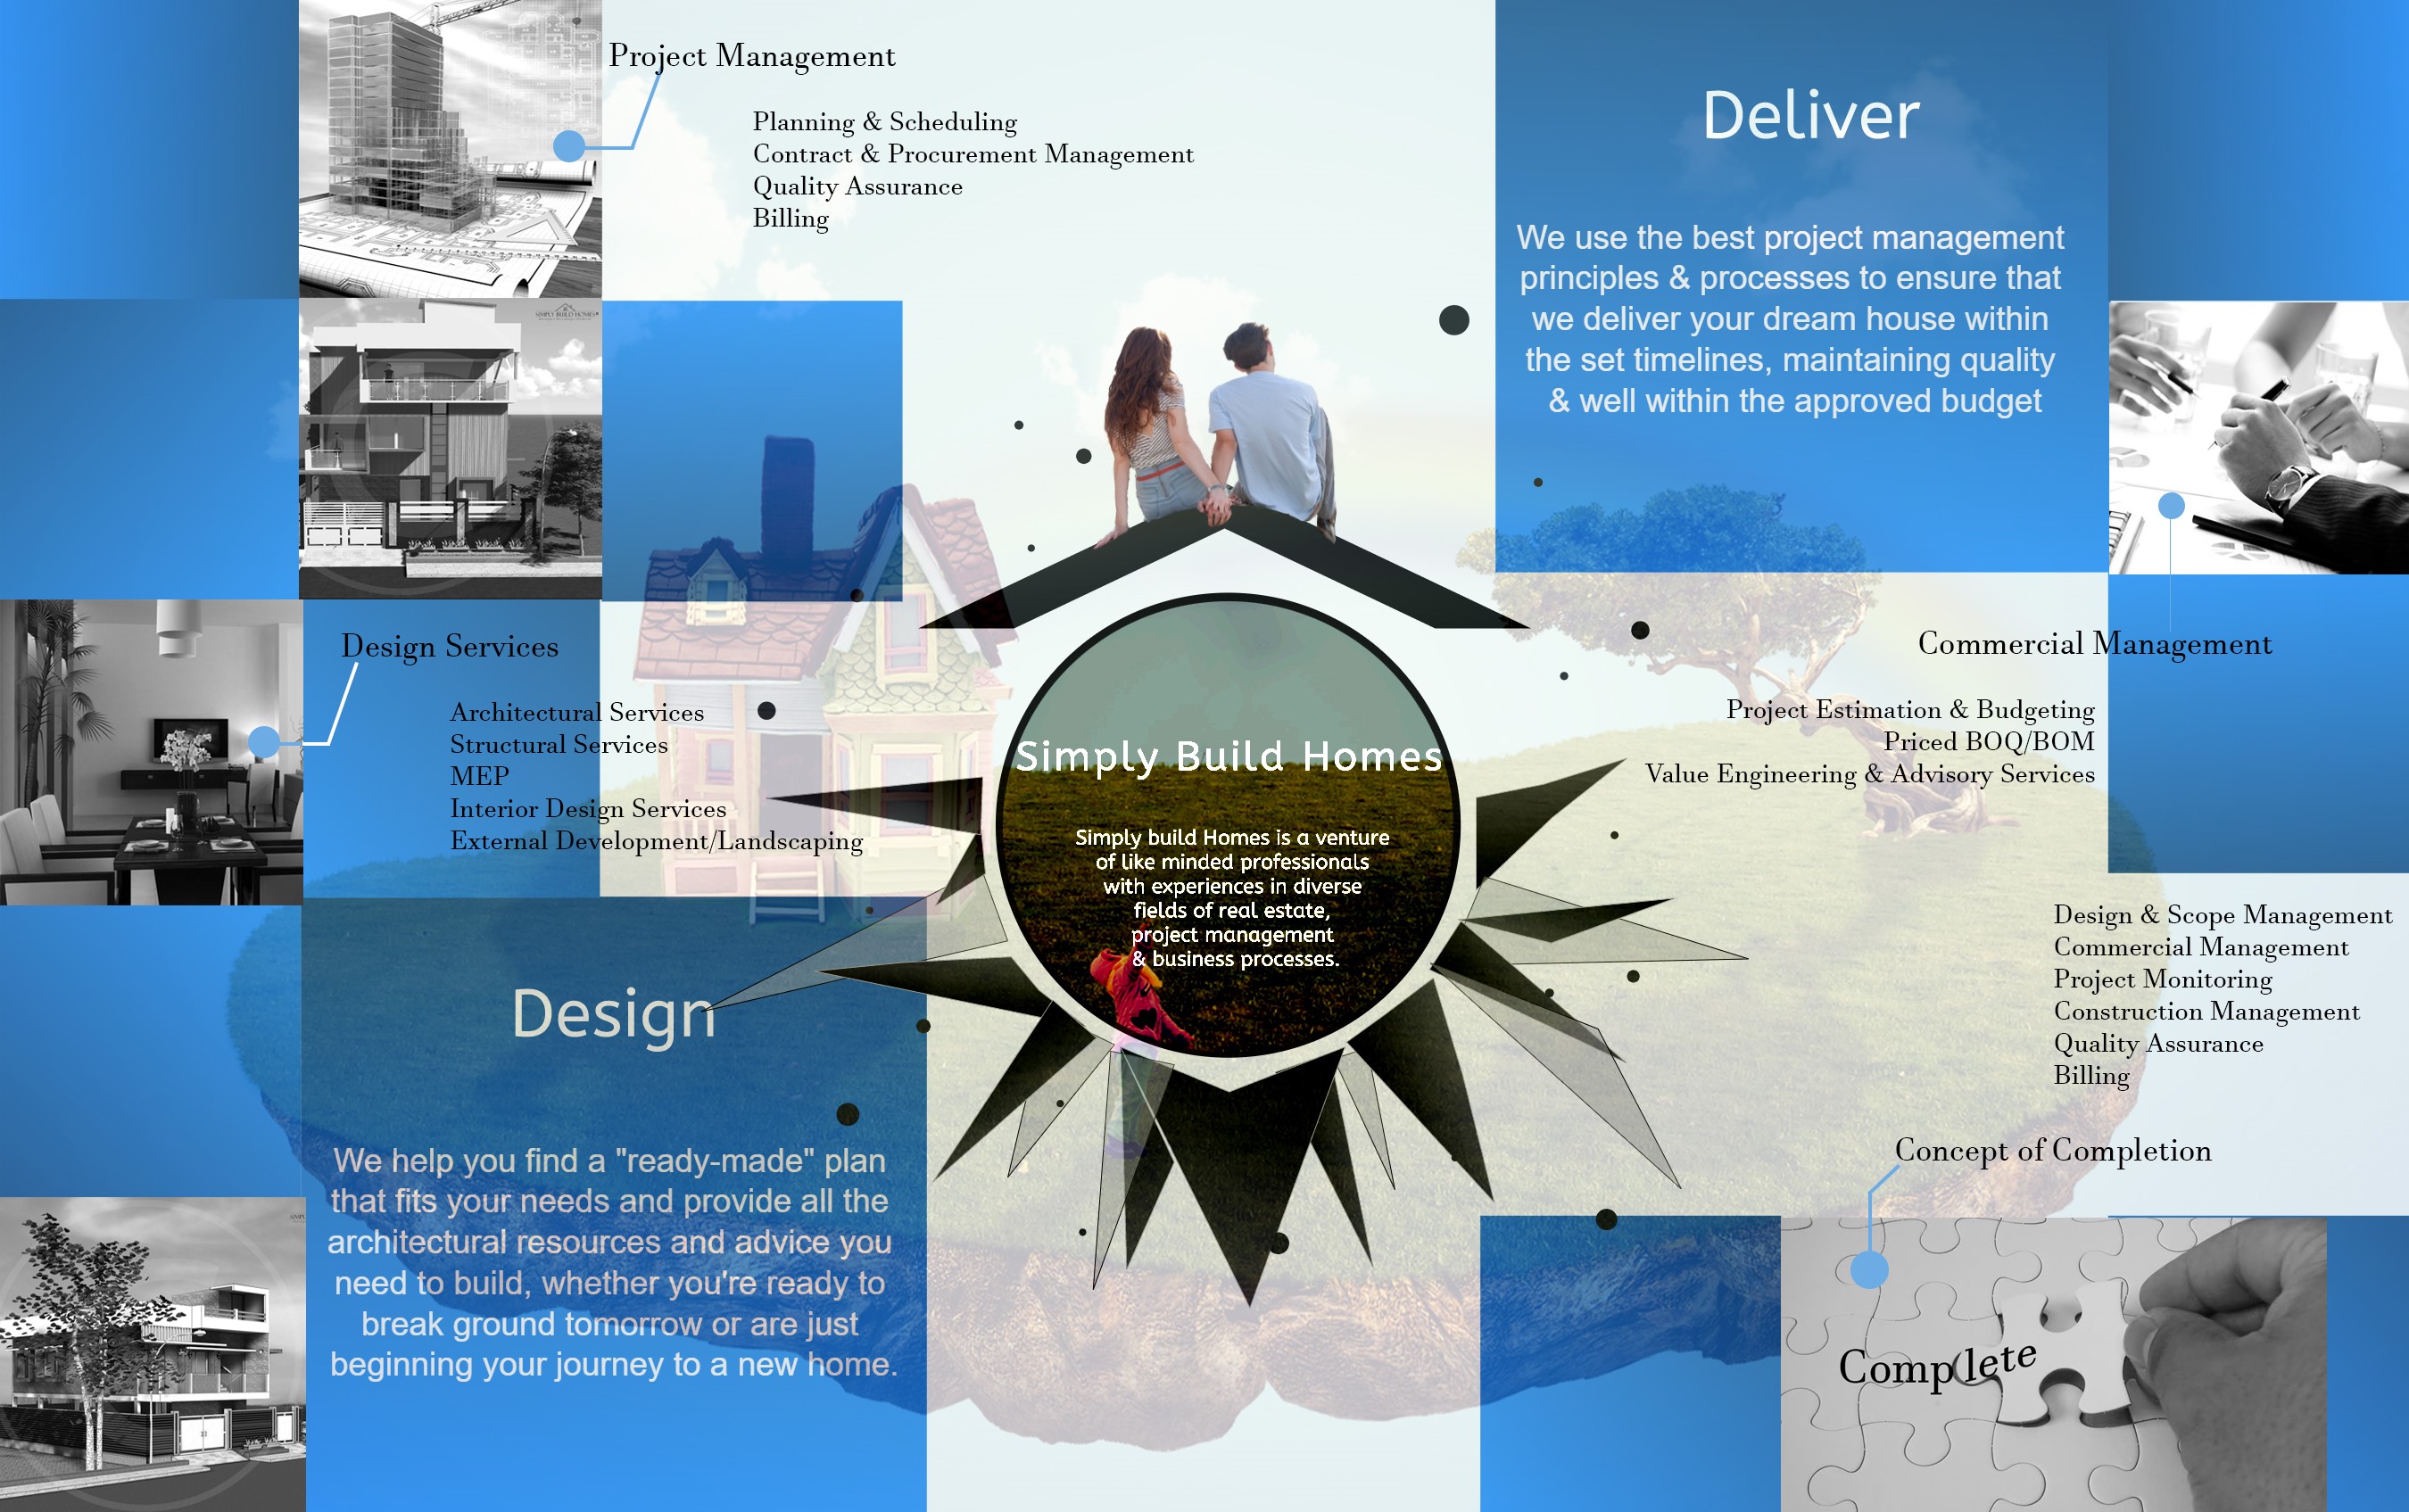 Project Management
Planning & Scheduling
Contract & Procurement Management
Quality Assurance
Billing
Deliver
We use the best project management
principles & processes to ensure that
we deliver your dream house within
the set timelines, maintaining quality
& well within the approved budget
SIMPLY BUILD HOMES
Design Services
Architectural Services
Structural Services
MEP
Interior Design Services
External Development/Landscaping
Simply Build Homes
Simply build Homes is a venture
of like minded professionals
with experiences in diverse
fields of real estate,
project management
& business processes.
Commercial Management
Project Estimation & Budgeting
Priced BOQ/BOM
Value Engineering & Advisory Services
Design & Scope Management
Commercial Management
Project Monitoring
Construction Management
Quality Assurance
Billing
Design
We help you find a "ready-made" plan
that fits your needs and provide all the
architectural resources and advice you
need to build, whether you're ready to
break ground tomorrow or are just
beginning your journey to a new home.
Concept of Completion
Complete